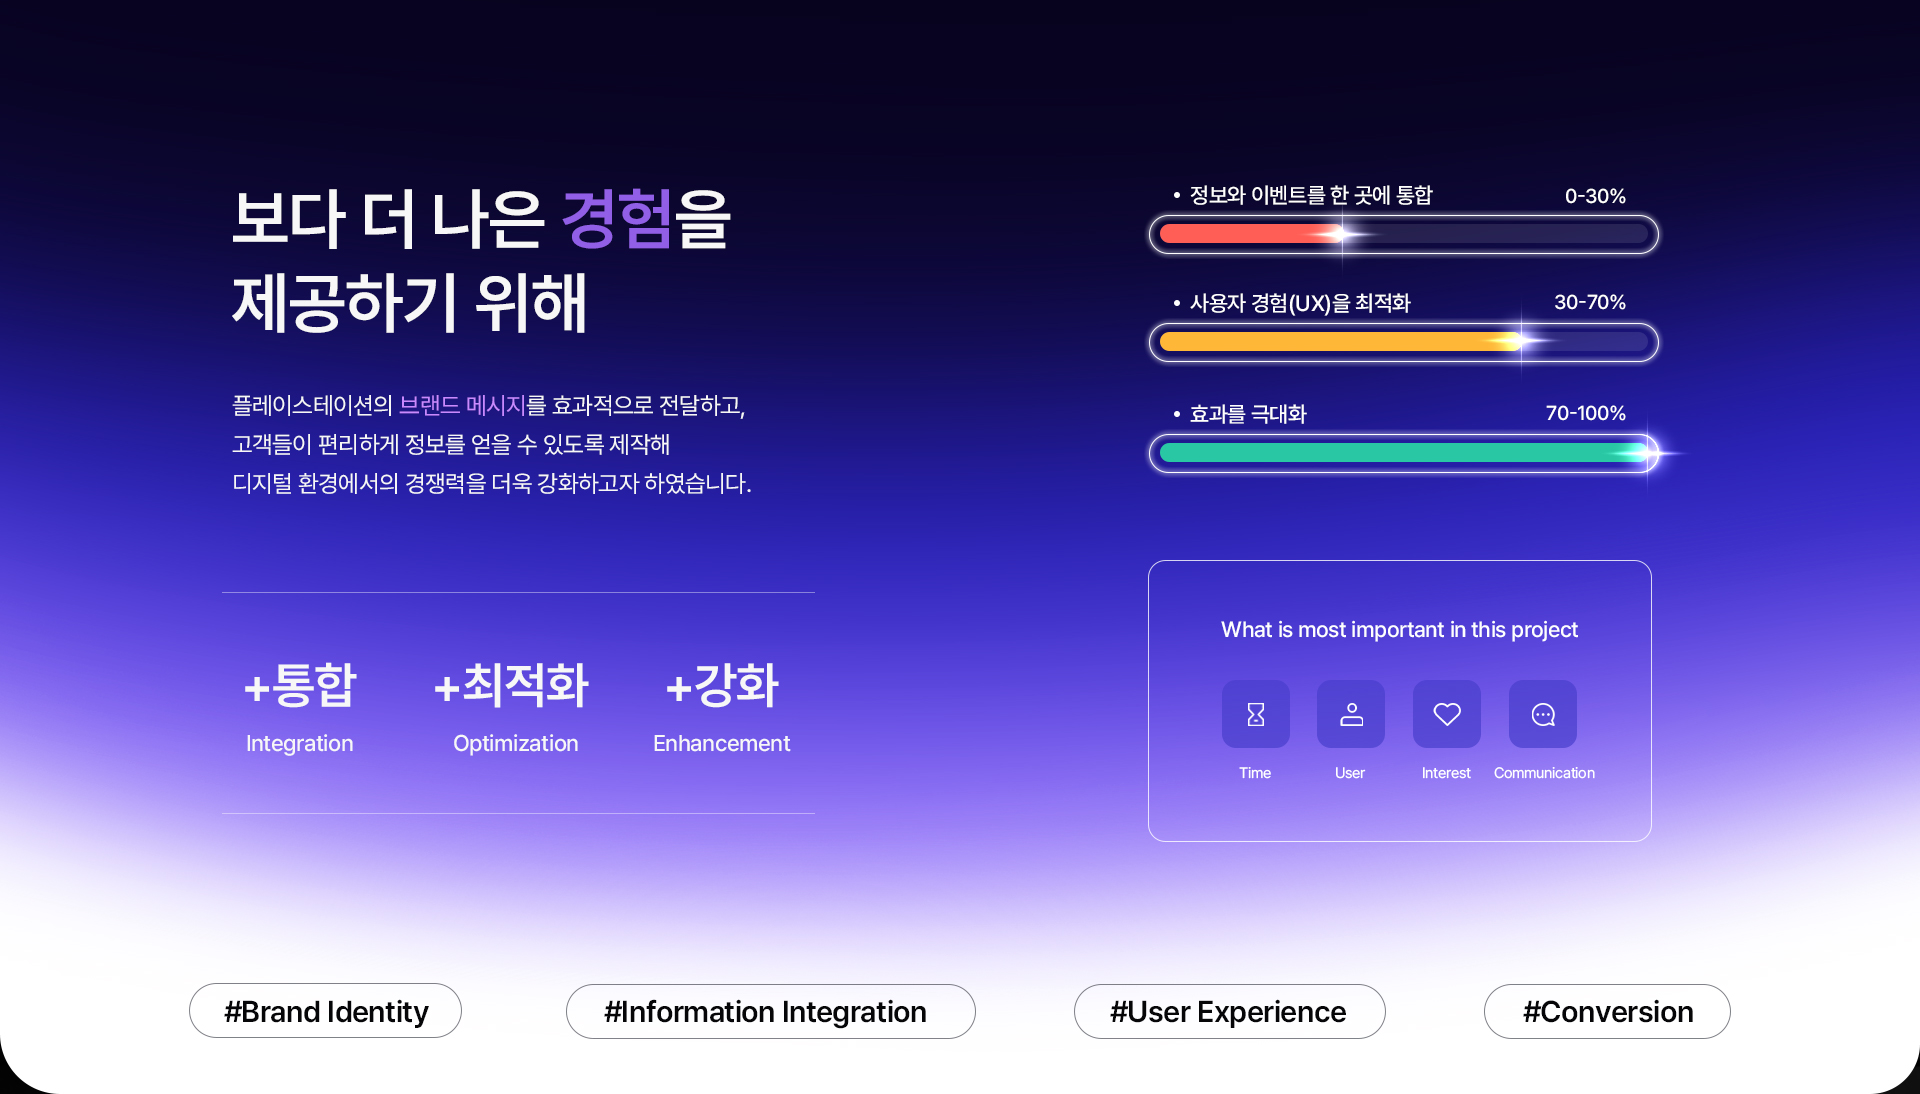 보다 더 나은 경험을
제공하기 위해
플레이스테이션의 브랜드 메시지를 효과적으로 전달하고,
고객들이 편리하게 정보를 얻을 수 있도록 제작해
디지털 환경에서의 경쟁력을 더욱 강화하고자 하였습니다.
+통합
Integration
+최적화
Optimization
+강화
Enhancement
• 정보와 이벤트를 한 곳에 통합 0-30%
• 사용자 경험(UX)을 최적화 30-70%
• 효과를 극대화 70-100%
What is most important in this project
Time User Interest Communication
#Brand Identity #Information Integration #User Experience #Conversion